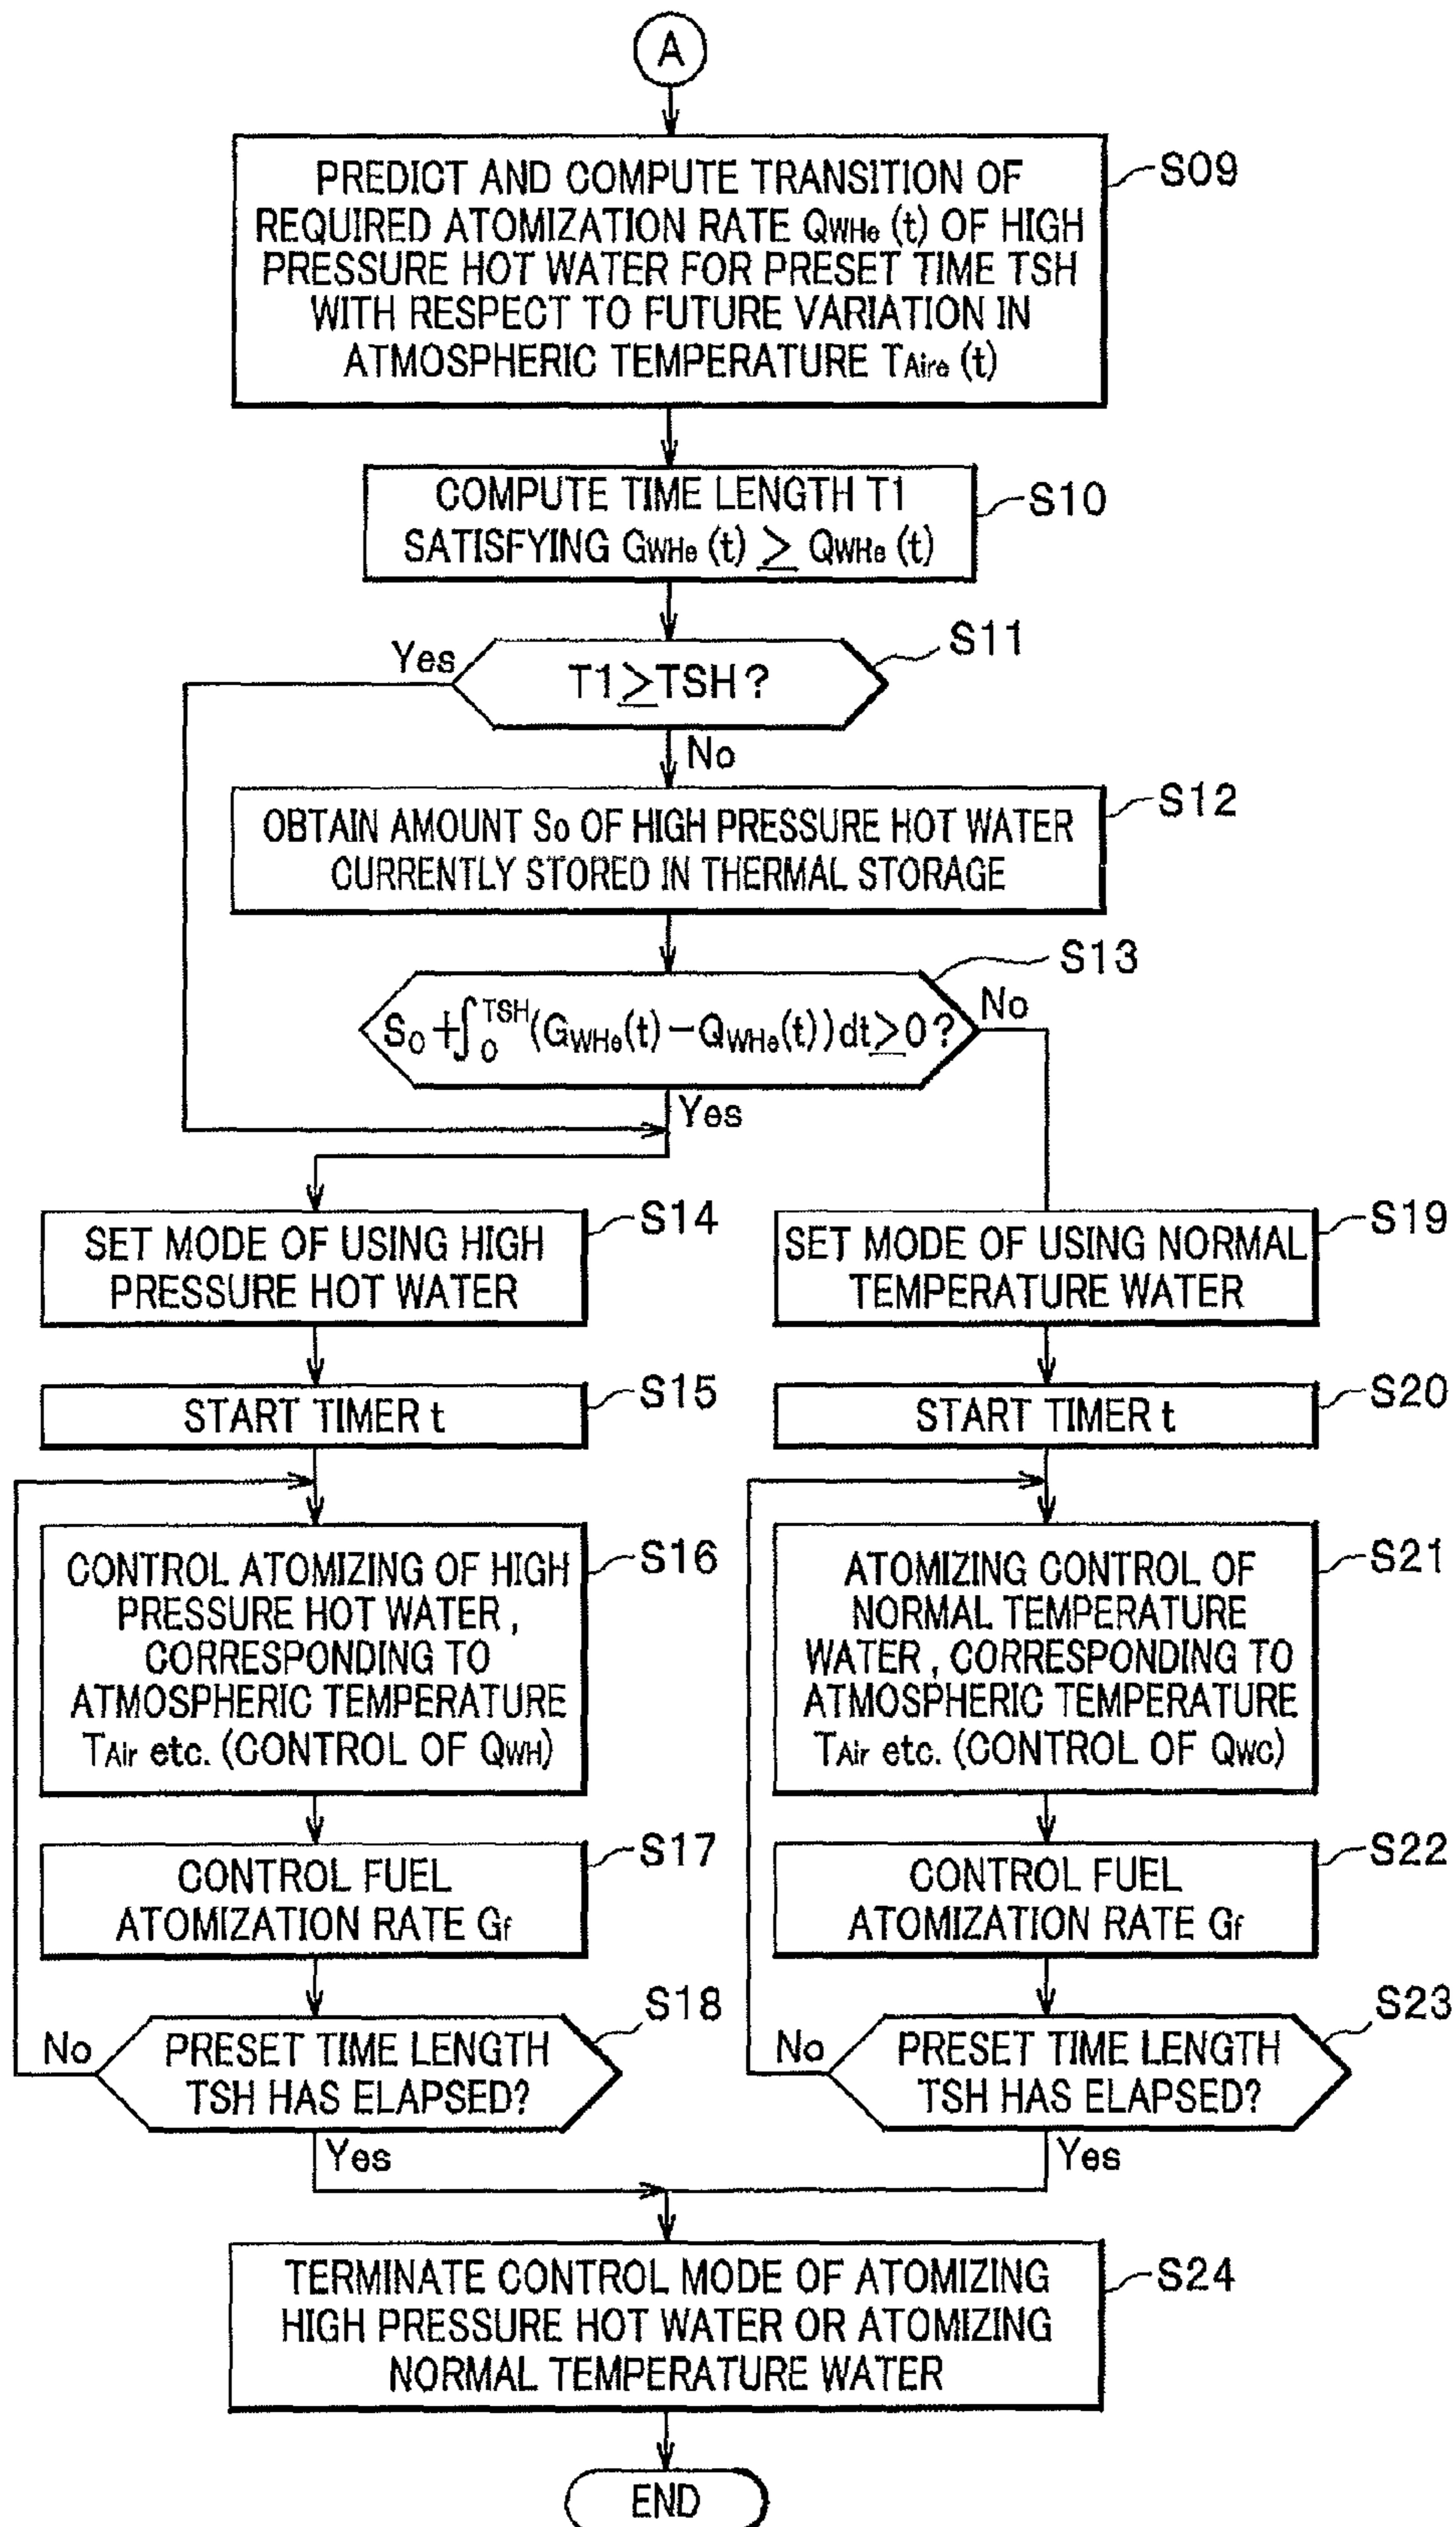 A
PREDICT AND COMPUTE TRANSITION OF
REQUIRED ATOMIZATION RATE QWHe (t) OF HIGH
PRESSURE HOT WATER FOR PRESET TIME TSH
WITH RESPECT TO FUTURE VARIATION IN
ATMOSPHERIC TEMPERATURE TAire (t)
S09
COMPUTE TIME LENGTH T1
SATISFYING GWHe (t) ≥ QWHe (t)
S10
T1≥TSH?
S11
Yes
No
OBTAIN AMOUNT S0 OF HIGH PRESSURE HOT WATER
CURRENTLY STORED IN THERMAL STORAGE
S12
S0+∫0TSH(GWHe(t)-QWHe(t))dt≥0?
S13
No
Yes
SET MODE OF USING HIGH
PRESSURE HOT WATER
S14
START TIMER t
S15
CONTROL ATOMIZING OF HIGH
PRESSURE HOT WATER,
CORRESPONDING TO
ATMOSPHERIC TEMPERATURE
TAir etc. (CONTROL OF QWH)
S16
CONTROL FUEL
ATOMIZATION RATE Gf
S17
PRESET TIME LENGTH
TSH HAS ELAPSED?
S18
No
Yes
SET MODE OF USING NORMAL
TEMPERATURE WATER
S19
START TIMER t
S20
ATOMIZING CONTROL OF
NORMAL TEMPERATURE
WATER, CORRESPONDING TO
ATMOSPHERIC TEMPERATURE
TAir etc. (CONTROL OF QWC)
S21
CONTROL FUEL
ATOMIZATION RATE Gf
S22
PRESET TIME LENGTH
TSH HAS ELAPSED?
S23
No
Yes
TERMINATE CONTROL MODE OF ATOMIZING
HIGH PRESSURE HOT WATER OR ATOMIZING
NORMAL TEMPERATURE WATER
S24
END